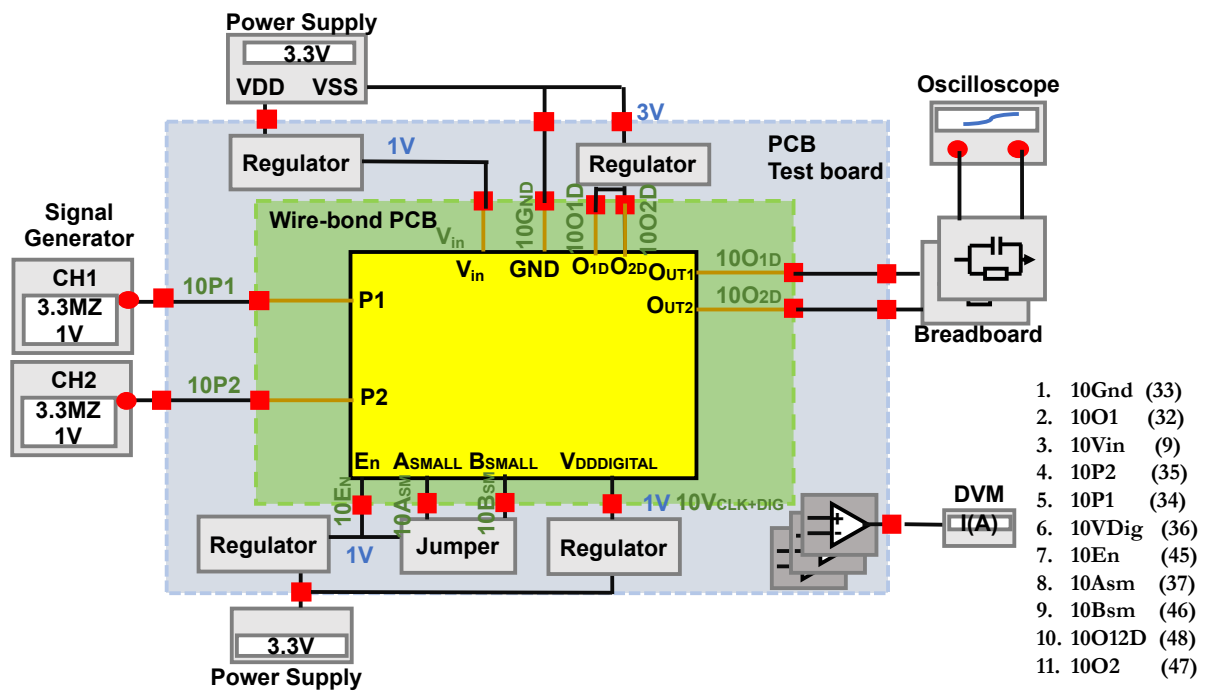 Power Supply
3.3V
VDD VSS
Oscilloscope
3V
PCB
Test board
1V
Regulator
Regulator
Signal
Generator
Wire-bond PCB
Vin
10GND
10O1D
10O2D
CH1
3.3MZ
1V
10P1
P1
Vin
GND
O1D
O2D
OUT1
OUT2
10O1D
10O2D
Breadboard
CH2
3.3MZ
1V
10P2
P2
En
ASMALL
BSMALL
VDDDIGITAL
10EN
10ASM
10BSM
1V
10VCLK+DIG
Regulator
1V
Jumper
Regulator
+
-
DVM
I(A)
3.3V
Power Supply
1. 10Gnd (33)
2. 10O1 (32)
3. 10Vin (9)
4. 10P2 (35)
5. 10P1 (34)
6. 10VDig (36)
7. 10En (45)
8. 10Asm (37)
9. 10Bsm (46)
10. 10O12D (48)
11. 10O2 (47)